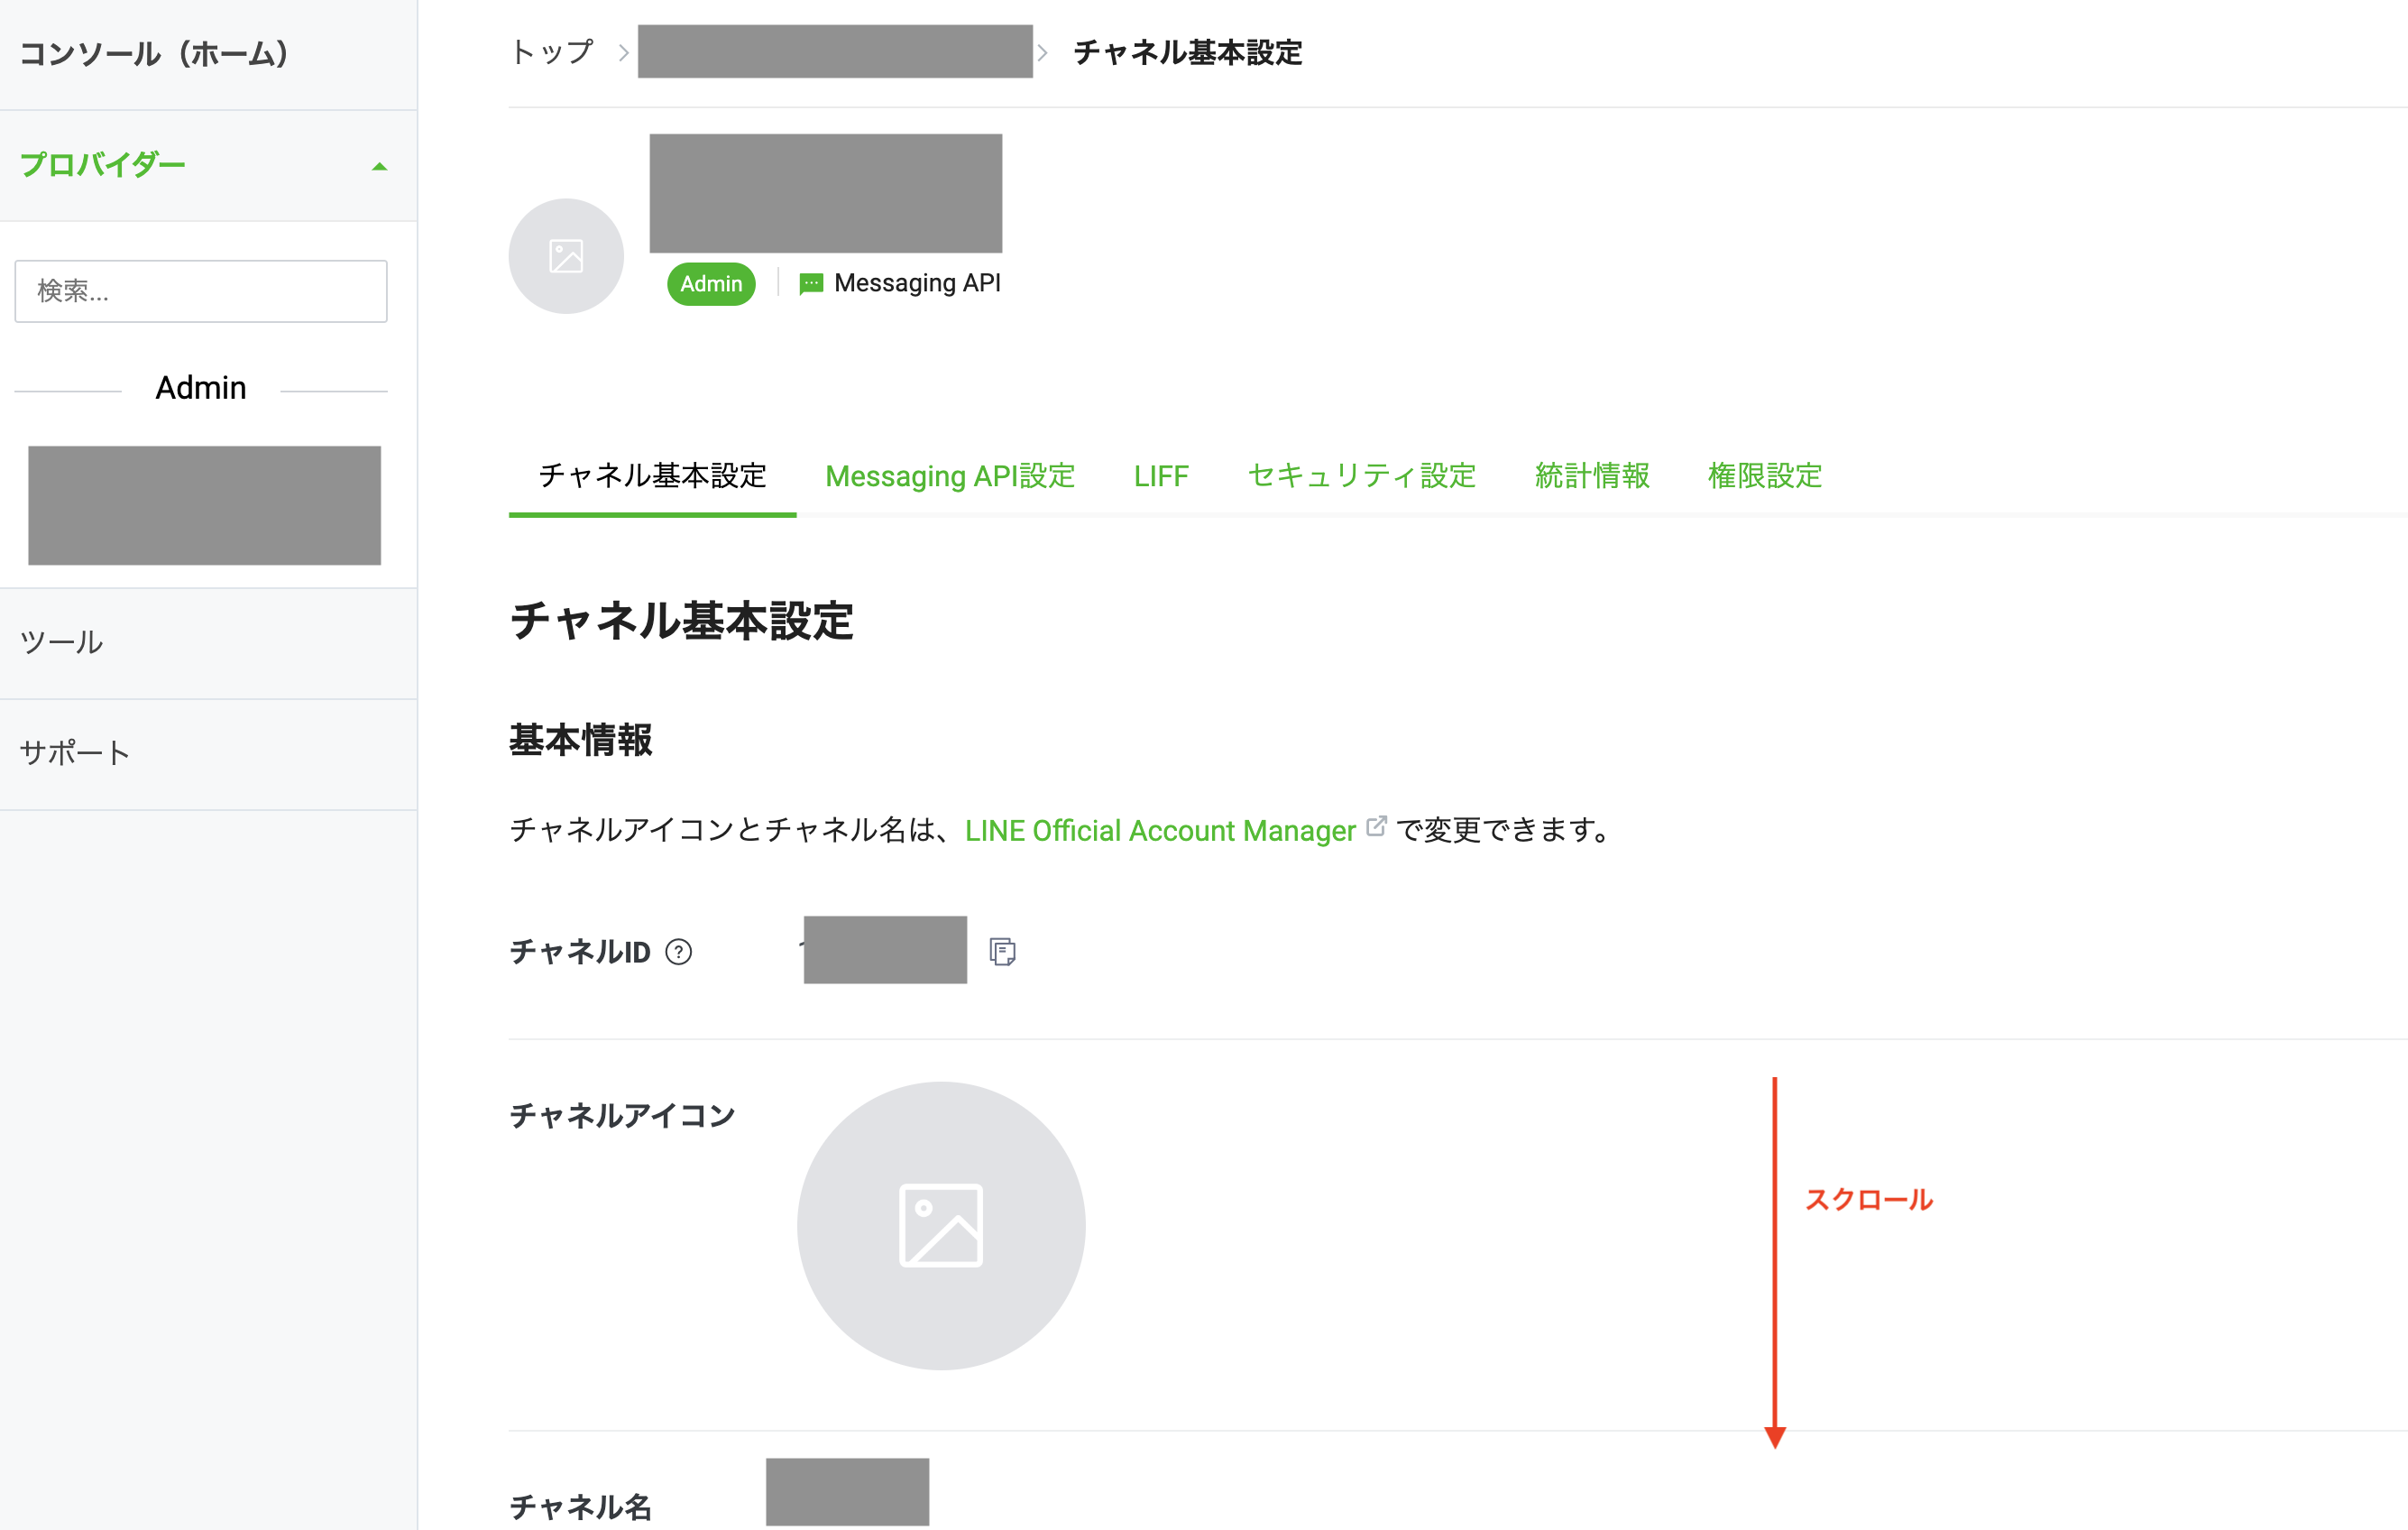 コンソール（ホーム）
プロバイダー
検索...
Admin
ツール
サポート
トップ > > チャネル基本設定
Admin Messaging API
チャネル基本設定 Messaging API設定 LIFF セキュリティ設定 統計情報 権限設定
チャネル基本設定
基本情報
チャネルアイコンとチャネル名は、LINE Official Account Manager で変更できます。
チャネルID ?
チャネルアイコン
スクロール
チャネル名